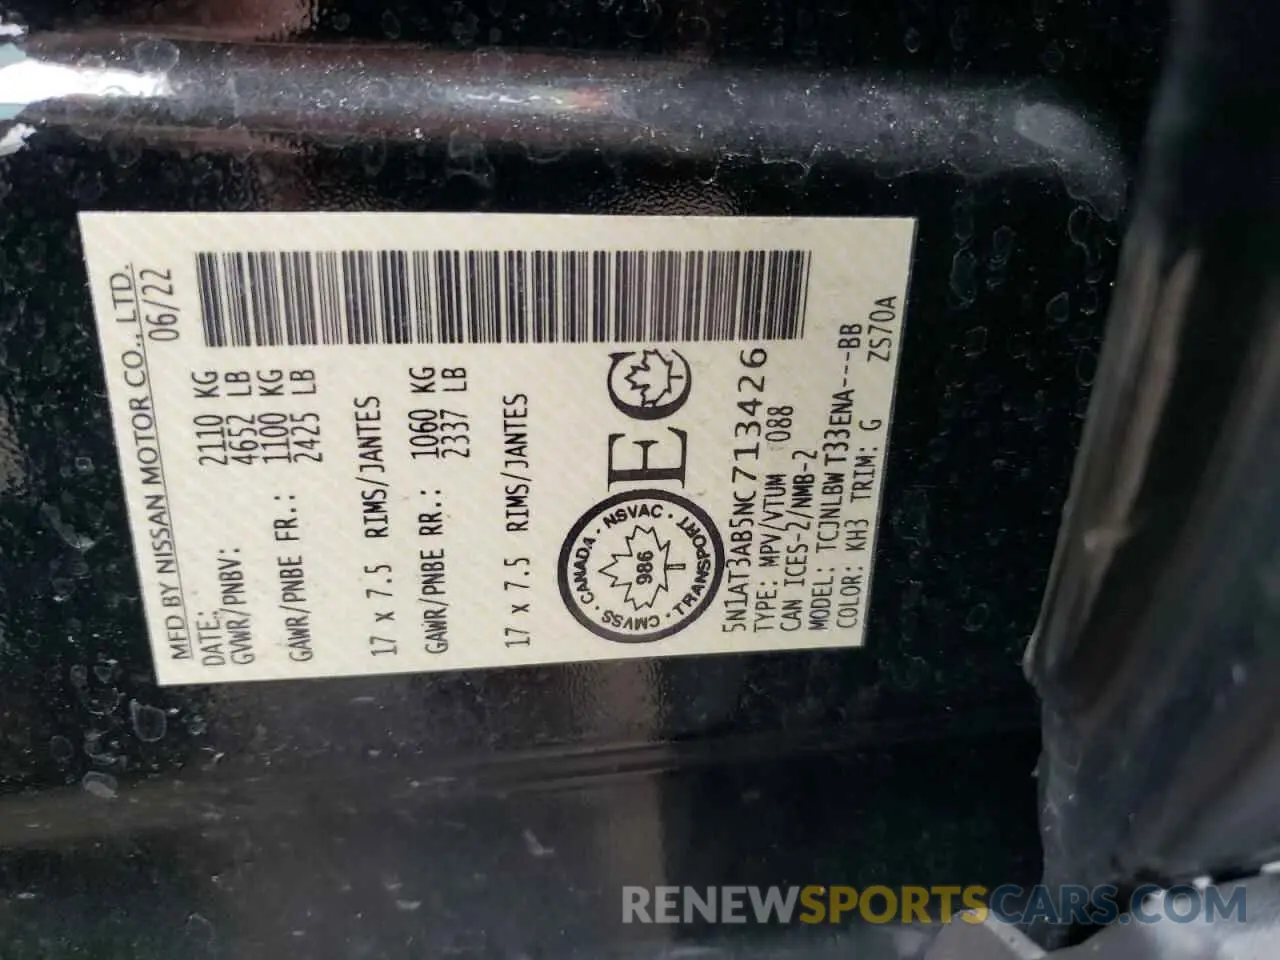 MFD BY NISSAN MOTOR CO., LTD.
DATE: 06/22
GVWR/PNBV: 2110 KG
4652 LB
GAWR/PNBE FR.: 1100 KG
2425 LB
17 x 7.5 RIMS/JANTES
GAWR/PNBE RR.: 1060 KG
2337 LB
17 x 7.5 RIMS/JANTES
CANADA · NSVAC · TRANSPORT · CMVSS ·
986
EC
5N1AT3AB5NC713426
TYPE: MPV/VTUM 088
CAN ICES-2/NMB-2
MODEL: TCJNLBWT33ENA---BB
COLOR: KH3 TRIM: G ZS70A
RENEWSPORTSCARS.COM